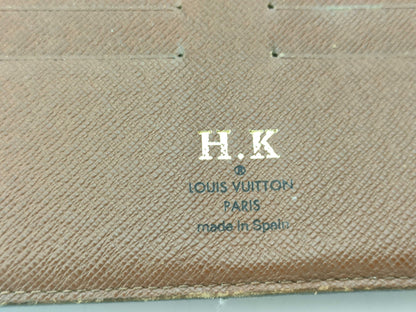 H.K
®
LOUIS VUITTON
PARIS
made in Spain